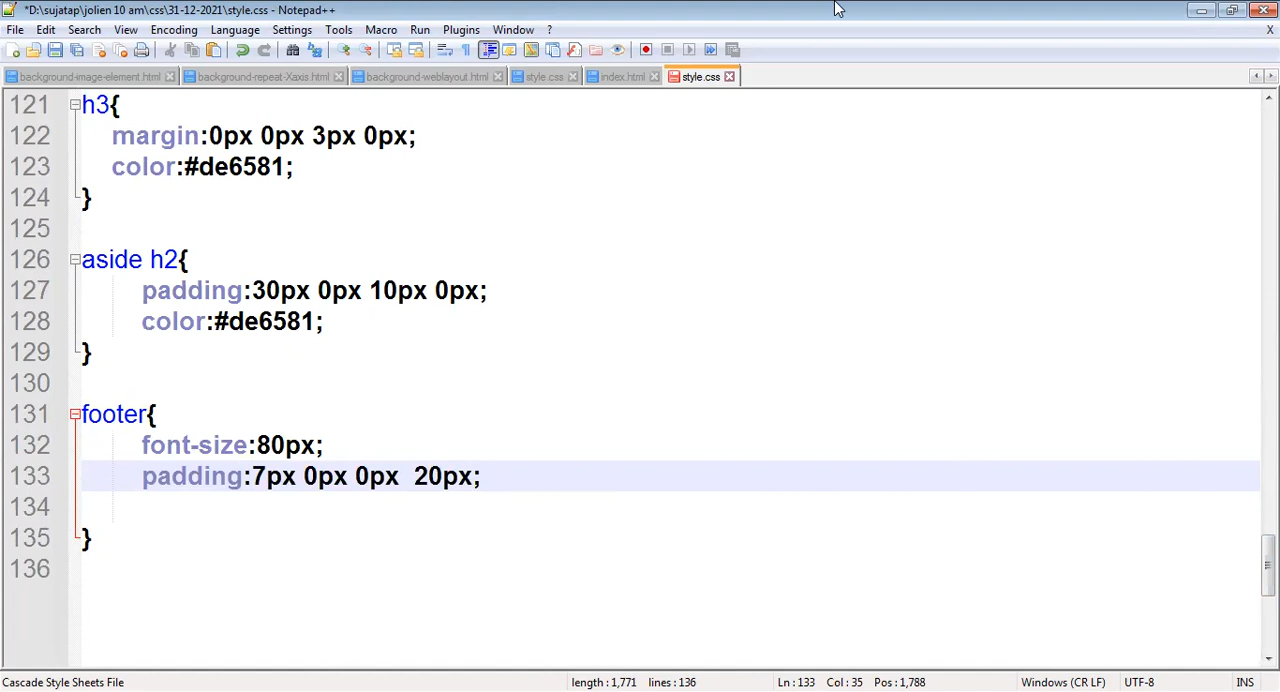 *D:\sujatap\jolien 10 am\css\31-12-2021\style.css - Notepad++
File Edit Search View Encoding Language Settings Tools Macro Run Plugins Window ? X
background-image-element.html background-repeat-Xaxis.html background-weblayout.html style.css index.html style.css
121 h3{
122 margin:0px 0px 3px 0px;
123 color:#de6581;
124 }
125
126 aside h2{
127 padding:30px 0px 10px 0px;
128 color:#de6581;
129 }
130
131 footer{
132 font-size:80px;
133 padding:7px 0px 0px  20px;
134
135 }
136
Cascade Style Sheets File length : 1,771 lines : 136 Ln : 133 Col : 35 Pos : 1,788 Windows (CR LF) UTF-8 INS